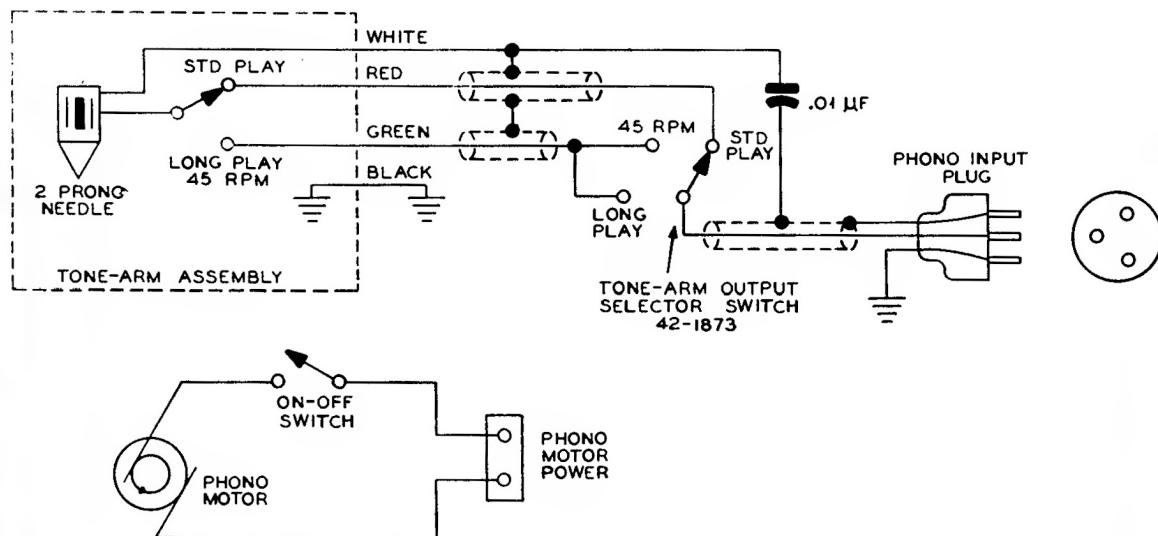 WHITE
STD PLAY
RED
.01 µF
45 RPM
STD
PLAY
GREEN
PHONO INPUT
PLUG
LONG PLAY
45 RPM
BLACK
2 PRONG
NEEDLE
LONG
PLAY
TONE-ARM ASSEMBLY
TONE-ARM OUTPUT
SELECTOR SWITCH
42-1873
ON-OFF
SWITCH
PHONO
MOTOR
POWER
PHONO
MOTOR